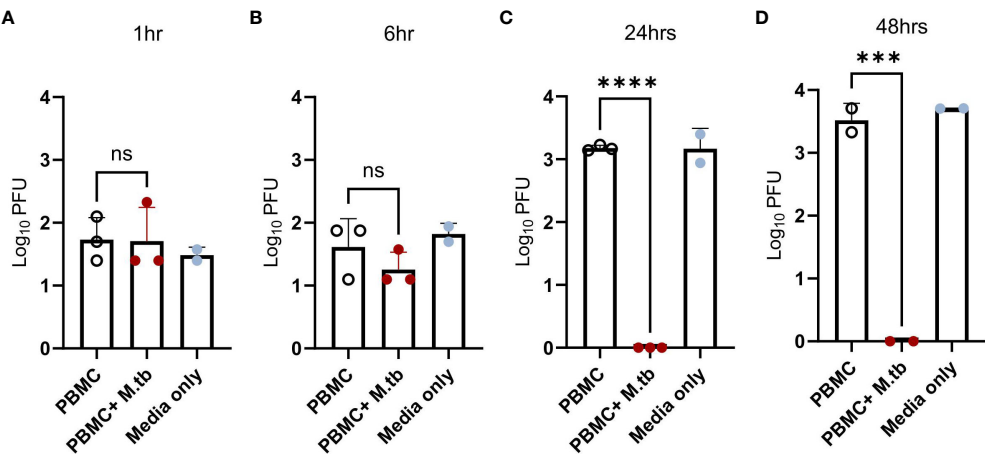 A
1hr
Log10 PFU
4
3
2
1
0
ns
PBMC
PBMC+ M.tb
Media only
B
6hr
Log10 PFU
4
3
2
1
0
ns
PBMC
PBMC+ M.tb
Media only
C
24hrs
Log10 PFU
4
3
2
1
0
****
PBMC
PBMC+ M.tb
Media only
D
48hrs
Log10 PFU
4
3
2
1
0
***
PBMC
PBMC+ M.tb
Media only